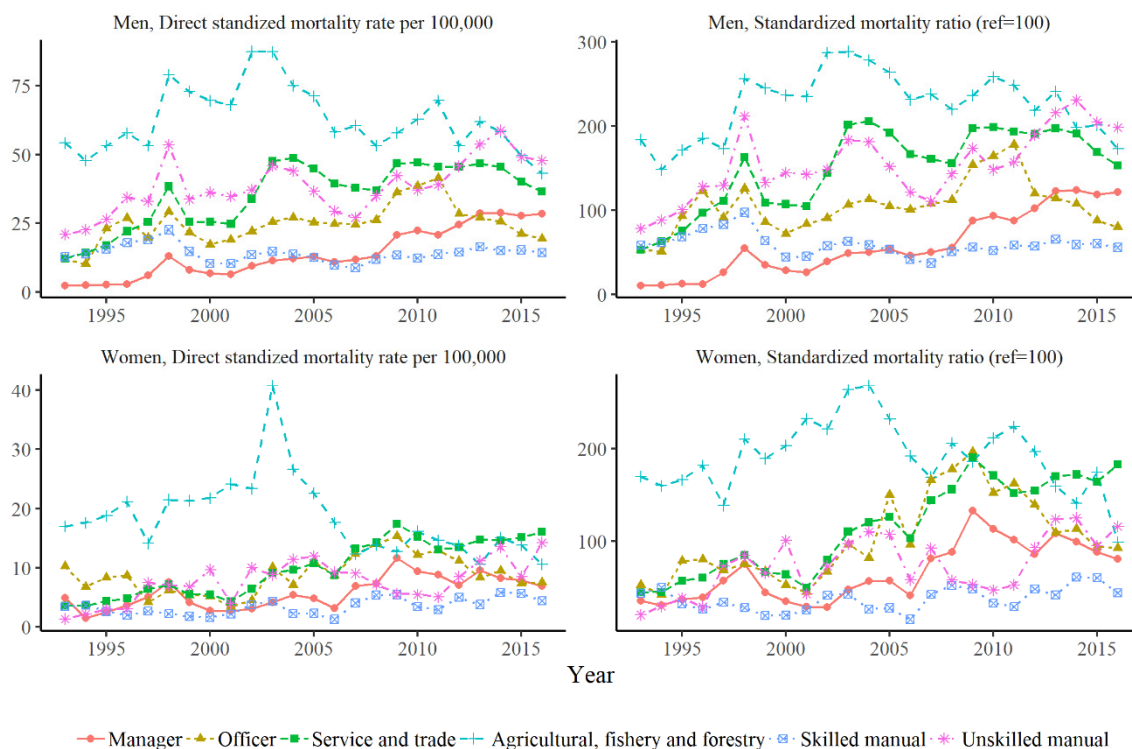 Men, Direct standized mortality rate per 100,000
Men, Standardized mortality ratio (ref=100)
75
50
25
0
300
200
100
0
1995 2000 2005 2010 2015
1995 2000 2005 2010 2015
Women, Direct standized mortality rate per 100,000
Women, Standardized mortality ratio (ref=100)
40
30
20
10
0
200
100
1995 2000 2005 2010 2015
1995 2000 2005 2010 2015
Year
Manager Officer Service and trade Agricultural, fishery and forestry Skilled manual Unskilled manual